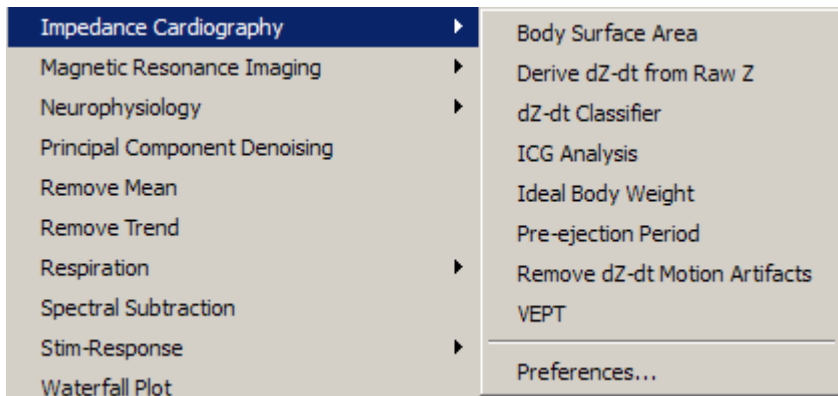 Impedance Cardiography
Magnetic Resonance Imaging
Neurophysiology
Principal Component Denoising
Remove Mean
Remove Trend
Respiration
Spectral Subtraction
Stim-Response
Waterfall Plot
Body Surface Area
Derive dZ-dt from Raw Z
dZ-dt Classifier
ICG Analysis
Ideal Body Weight
Pre-ejection Period
Remove dZ-dt Motion Artifacts
VEPT
Preferences...